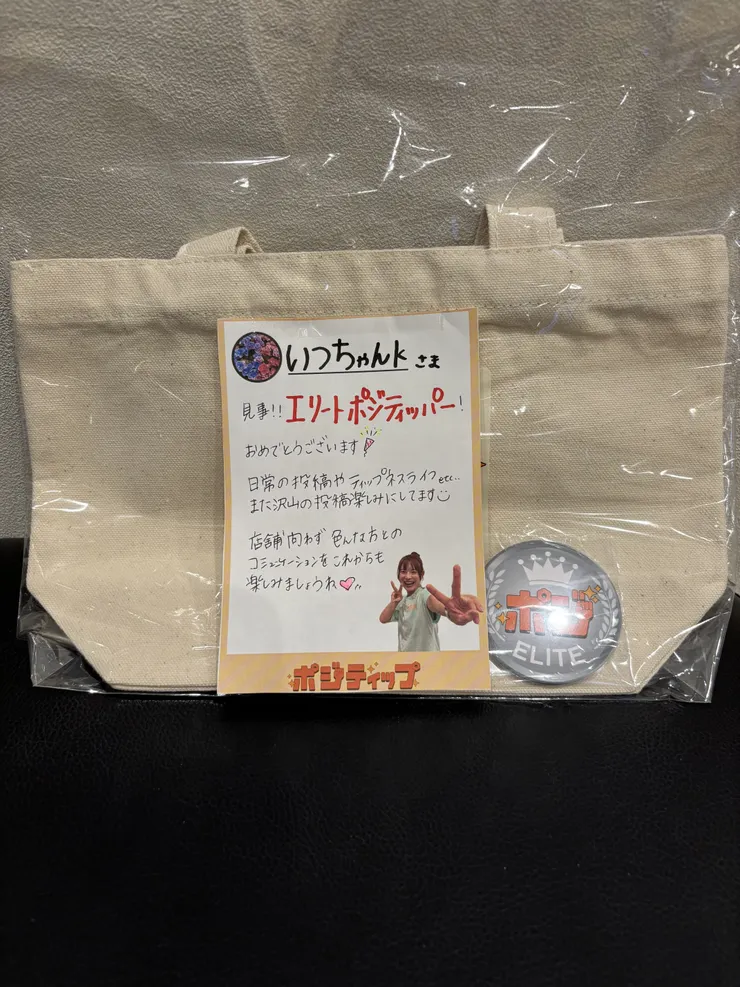 いっちゃんk さま
見事!! エリートポジティッパー!
おめでとうございます
日常の投稿やティップネスライフetc..
また沢山の投稿楽しみにしてます
店舗問わず色んな方との
コミュニケーションをこれからも
楽しみましょうね
ポジティップ
ポジ
ELITE